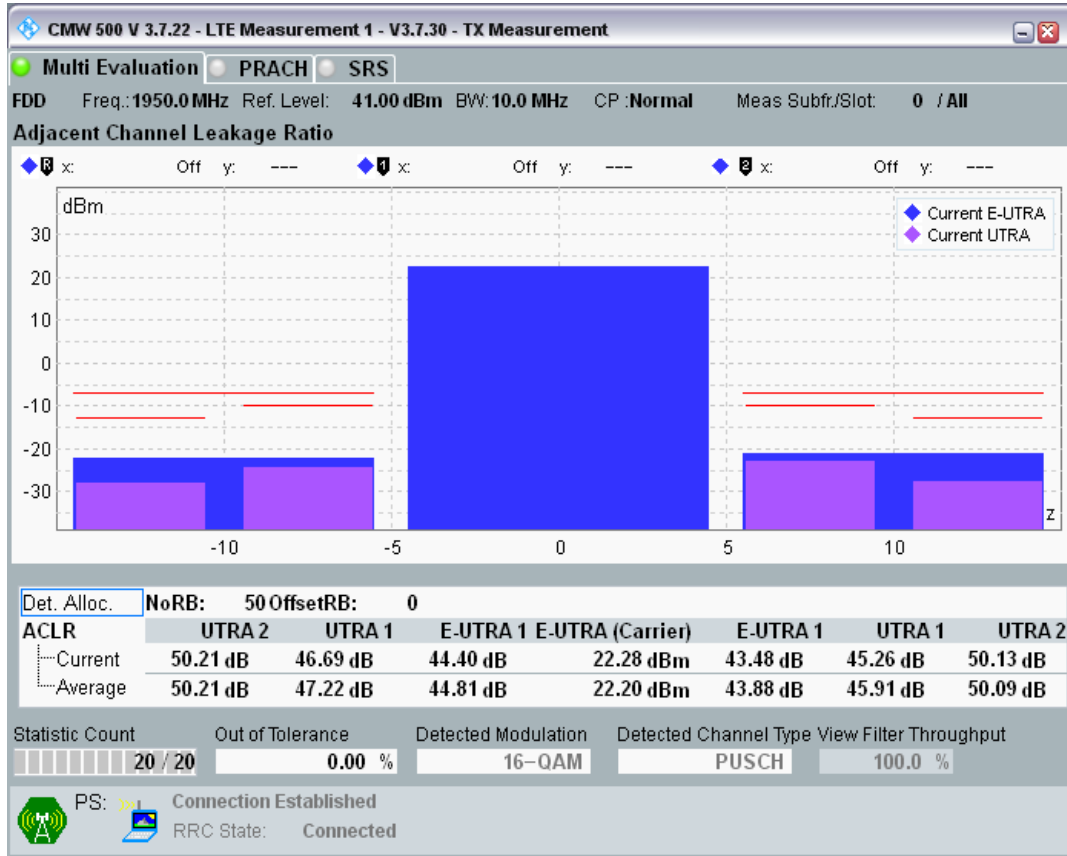 CMW 500 V 3.7.22 - LTE Measurement 1 - V3.7.30 - TX Measurement
Multi Evaluation PRACH SRS
FDD Freq.: 1950.0 MHz Ref. Level: 41.00 dBm BW: 10.0 MHz CP :Normal Meas Subfr./Slot: 0 / All
Adjacent Channel Leakage Ratio
R x: Off y: --- 1 x: Off y: --- 2 x: Off y: ---
dBm
Current E-UTRA
Current UTRA
30
20
10
0
-10
-20
-30
z
-10 -5 0 5 10
Det. Alloc. NoRB: 50 OffsetRB: 0
ACLR UTRA 2 UTRA 1 E-UTRA 1 E-UTRA (Carrier) E-UTRA 1 UTRA 1 UTRA 2
Current 50.21 dB 46.69 dB 44.40 dB 22.28 dBm 43.48 dB 45.26 dB 50.13 dB
Average 50.21 dB 47.22 dB 44.81 dB 22.20 dBm 43.88 dB 45.91 dB 50.09 dB
Statistic Count Out of Tolerance Detected Modulation Detected Channel Type View Filter Throughput
20 / 20 0.00 % 16-QAM PUSCH 100.0 %
PS: Connection Established
RRC State: Connected